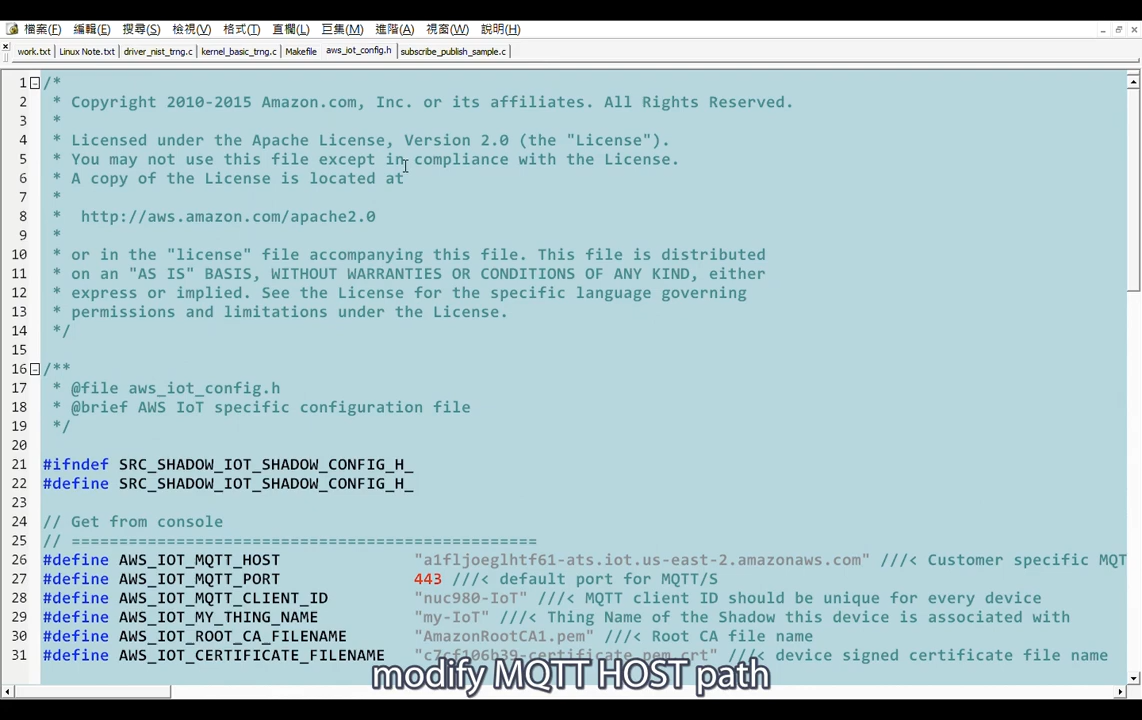 檔案(F) 編輯(E) 搜尋(S) 檢視(V) 格式(T) 直欄(L) 巨集(M) 進階(A) 視窗(W) 說明(H)
work.txt Linux Note.txt driver_nist_trng.c kernel_basic_trng.c Makefile aws_iot_config.h subscribe_publish_sample.c
1 /*
2 * Copyright 2010-2015 Amazon.com, Inc. or its affiliates. All Rights Reserved.
3 *
4 * Licensed under the Apache License, Version 2.0 (the "License").
5 * You may not use this file except in compliance with the License.
6 * A copy of the License is located at
7 *
8 * http://aws.amazon.com/apache2.0
9 *
10 * or in the "license" file accompanying this file. This file is distributed
11 * on an "AS IS" BASIS, WITHOUT WARRANTIES OR CONDITIONS OF ANY KIND, either
12 * express or implied. See the License for the specific language governing
13 * permissions and limitations under the License.
14 */
15
16 /**
17 * @file aws_iot_config.h
18 * @brief AWS IoT specific configuration file
19 */
20
21 #ifndef SRC_SHADOW_IOT_SHADOW_CONFIG_H_
22 #define SRC_SHADOW_IOT_SHADOW_CONFIG_H_
23
24 // Get from console
25 // =================================================
26 #define AWS_IOT_MQTT_HOST "a1fljoeglhtf61-ats.iot.us-east-2.amazonaws.com" ///< Customer specific MQT
27 #define AWS_IOT_MQTT_PORT 443 ///< default port for MQTT/S
28 #define AWS_IOT_MQTT_CLIENT_ID "nuc980-IoT" ///< MQTT client ID should be unique for every device
29 #define AWS_IOT_MY_THING_NAME "my-IoT" ///< Thing Name of the Shadow this device is associated with
30 #define AWS_IOT_ROOT_CA_FILENAME "AmazonRootCA1.pem" ///< Root CA file name
31 #define AWS_IOT_CERTIFICATE_FILENAME "c7cf106b39-certificate.pem.crt" ///< device signed certificate file name
modify MQTT HOST path